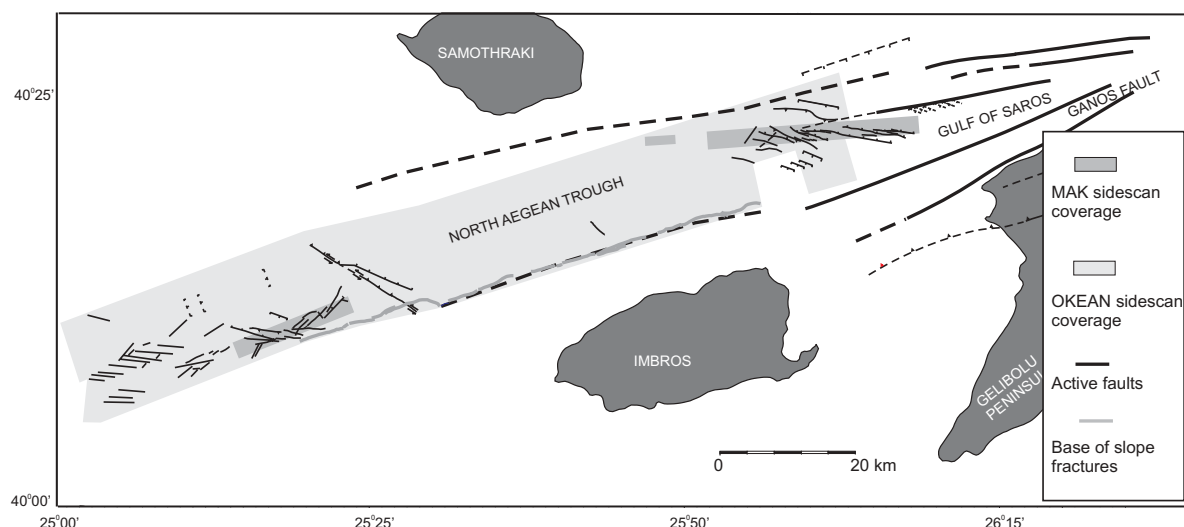 SAMOTHRAKI
40°25'
GULF OF SAROS
GANOS FAULT
NORTH AEGEAN TROUGH
MAK sidescan
coverage
OKEAN sidescan
coverage
IMBROS
GELIBOLU
PENINSUL
Active faults
Base of slope
fractures
0 20 km
40°00'
25°00' 25°25' 25°50' 26°15'